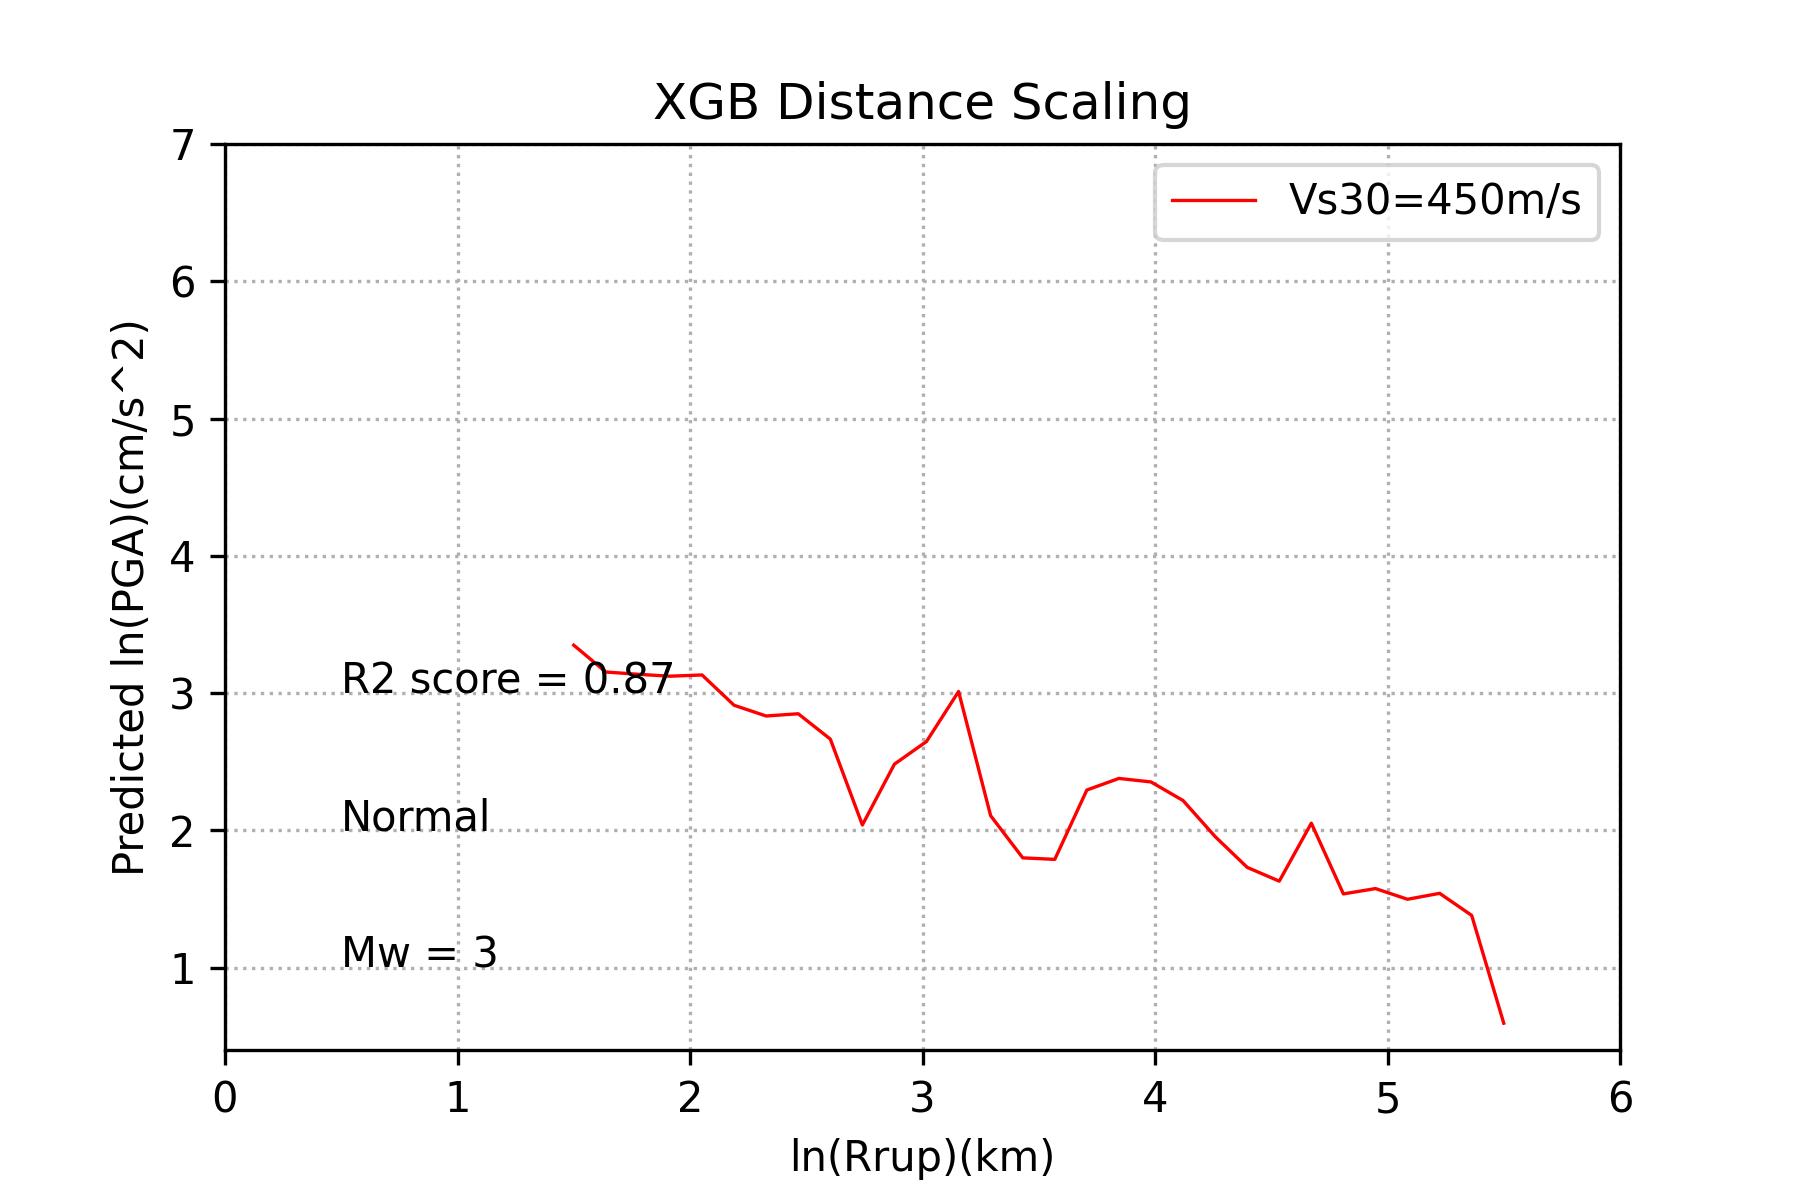 XGB Distance Scaling
Vs30=450m/s
Predicted ln(PGA)(cm/s^2)
7
6
5
4
3
2
1
R2 score = 0.87
Normal
Mw = 3
0 1 2 3 4 5 6
ln(Rrup)(km)